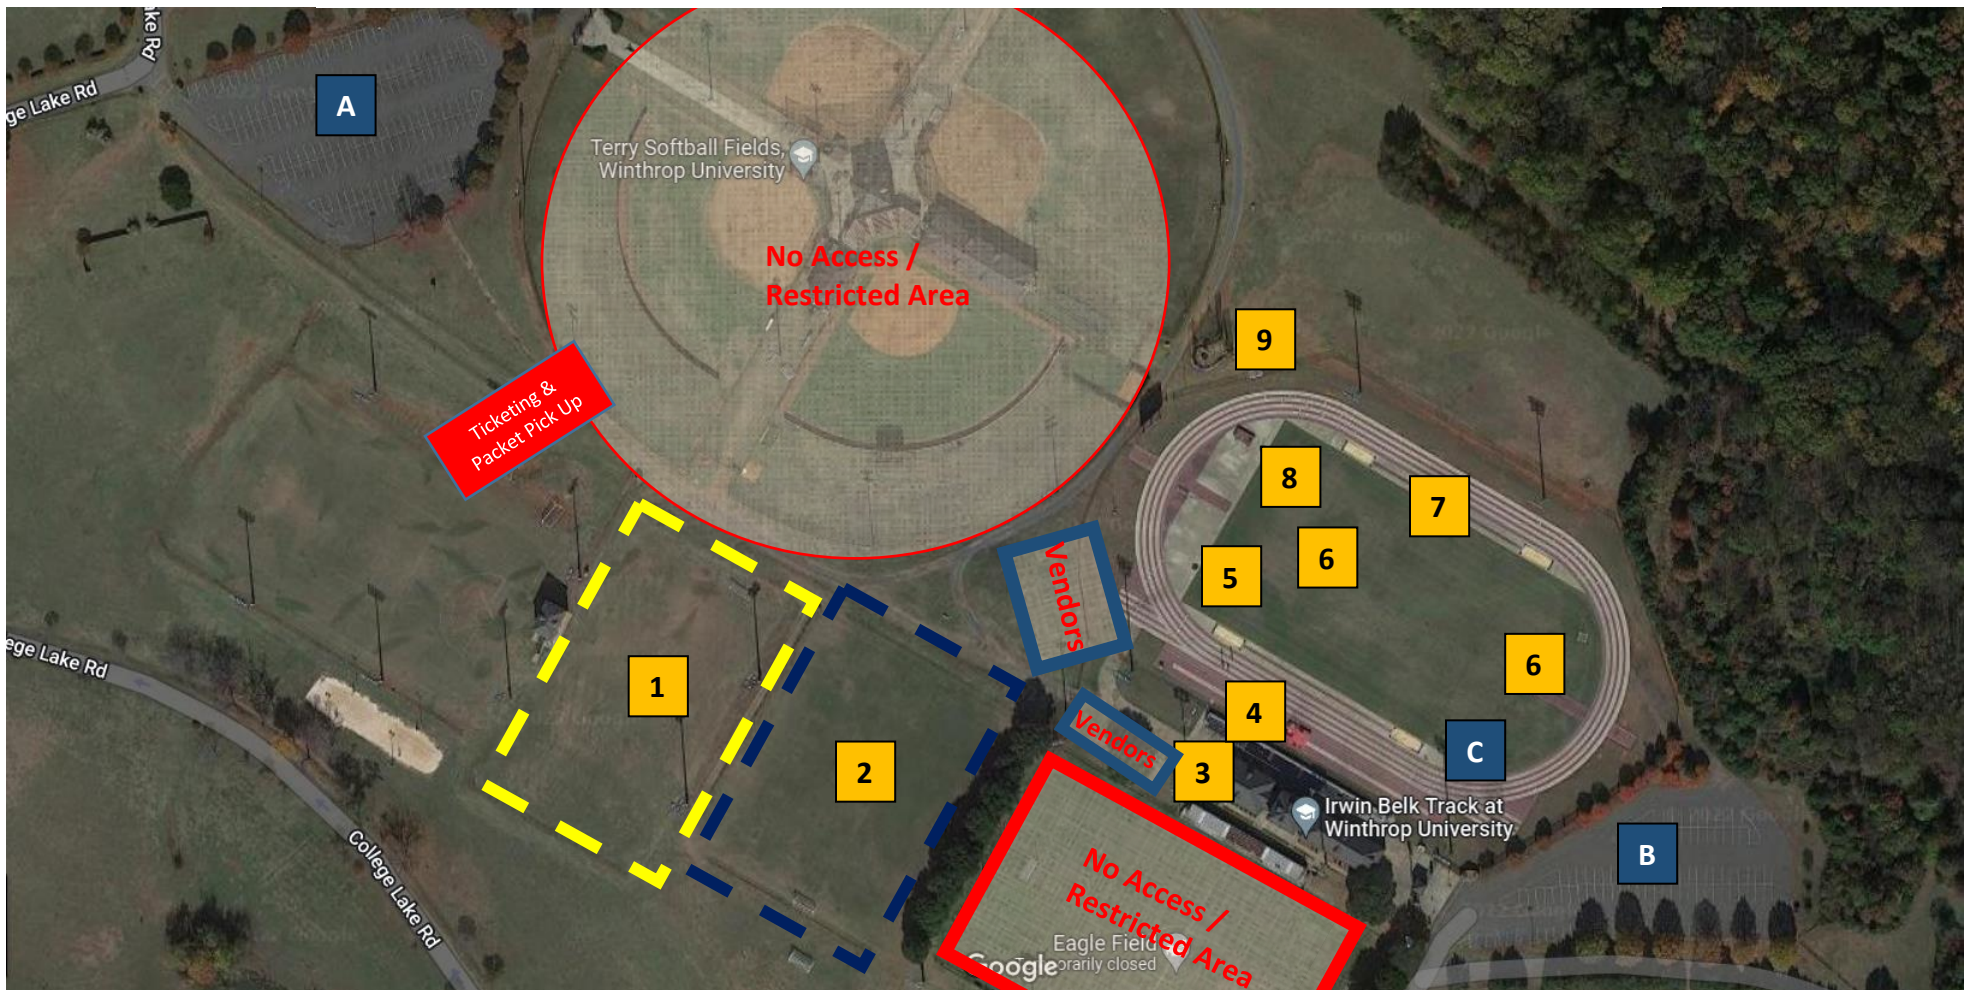 ke Rd
ge Lake Rd
A
Terry Softball Fields,
Winthrop University
No Access /
Restricted Area
9
Ticketing &
Packet Pick Up
8
7
Vendors
6
5
ege Lake Rd
1
6
4
Vendors
2
3
C
Irwin Belk Track at
Winthrop University
B
College Lake Rd
No Access /
Restricted Area
Eagle Field
orarily closed
Google